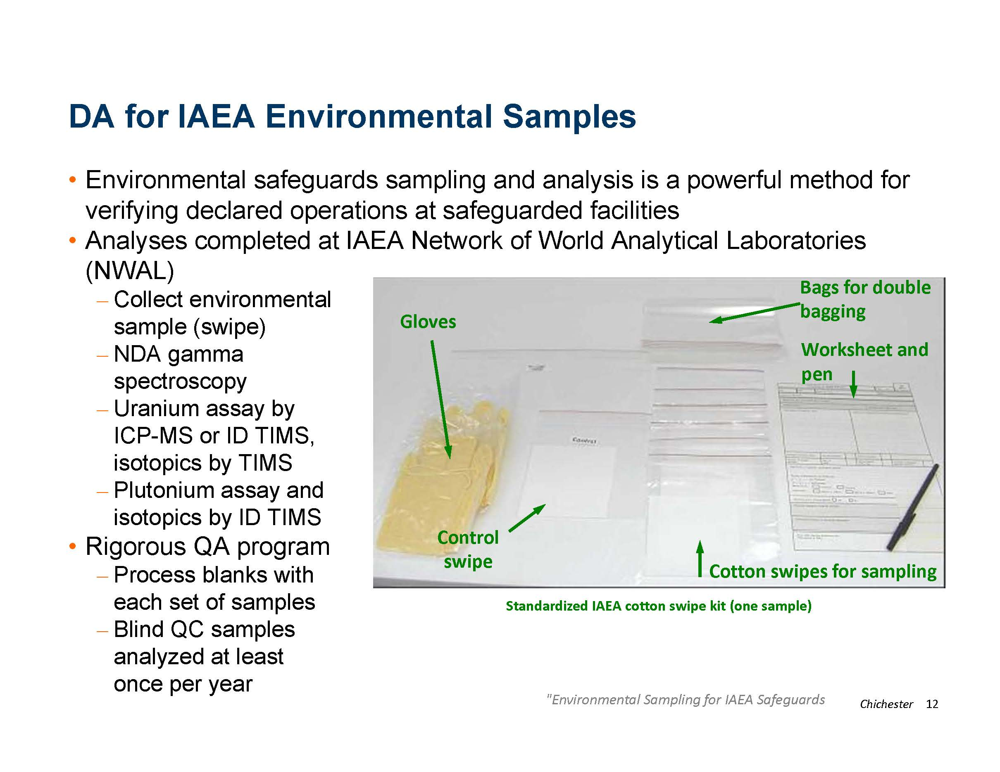 DA for IAEA Environmental Samples
• Environmental safeguards sampling and analysis is a powerful method for
verifying declared operations at safeguarded facilities
• Analyses completed at IAEA Network of World Analytical Laboratories
(NWAL)
– Collect environmental
sample (swipe)
– NDA gamma
spectroscopy
– Uranium assay by
ICP-MS or ID TIMS,
isotopics by TIMS
– Plutonium assay and
isotopics by ID TIMS
• Rigorous QA program
– Process blanks with
each set of samples
– Blind QC samples
analyzed at least
once per year
Gloves
Bags for double
bagging
Worksheet and
pen
Control
Control
swipe
Cotton swipes for sampling
Standardized IAEA cotton swipe kit (one sample)
"Environmental Sampling for IAEA Safeguards
Chichester 12